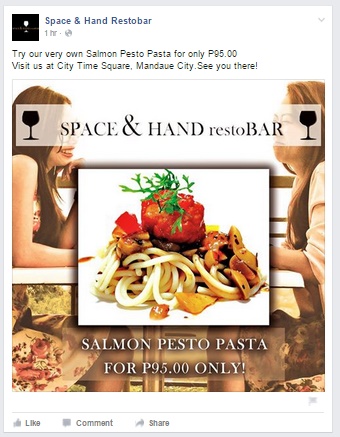 Space & Hand Restobar
1 hr ·
Try our very own Salmon Pesto Pasta for only P95.00
Visit us at City Time Square, Mandaue City.See you there!
SPACE & HAND restoBAR
SALMON PESTO PASTA
FOR P95.00 ONLY!
Like Comment Share